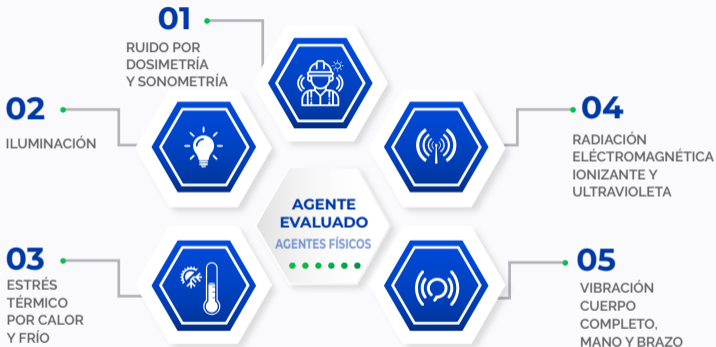 01
RUIDO POR
DOSIMETRÍA
Y SONOMETRÍA
02
ILUMINACIÓN
03
ESTRÉS
TÉRMICO
POR CALOR
Y FRÍO
AGENTE
EVALUADO
AGENTES FÍSICOS
04
RADIACIÓN
ELÉCTROMAGNÉTICA
IONIZANTE Y
ULTRAVIOLETA
05
VIBRACIÓN
CUERPO
COMPLETO,
MANO Y BRAZO